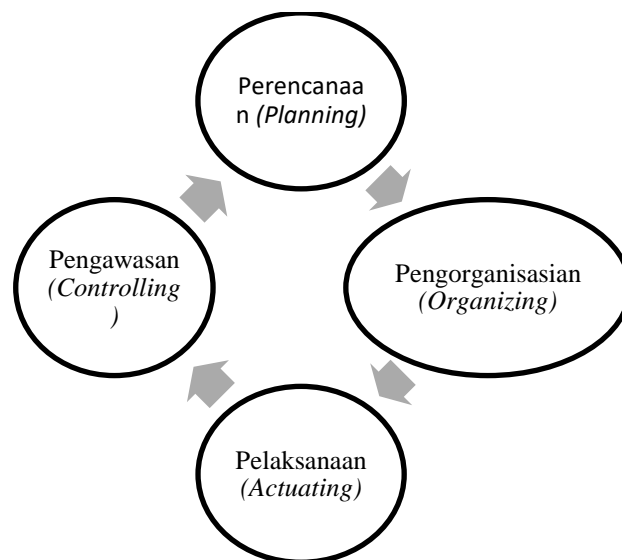 Perencanaa
n (Planning)
Pengorganisasian
(Organizing)
Pelaksanaan
(Actuating)
Pengawasan
(Controlling
)